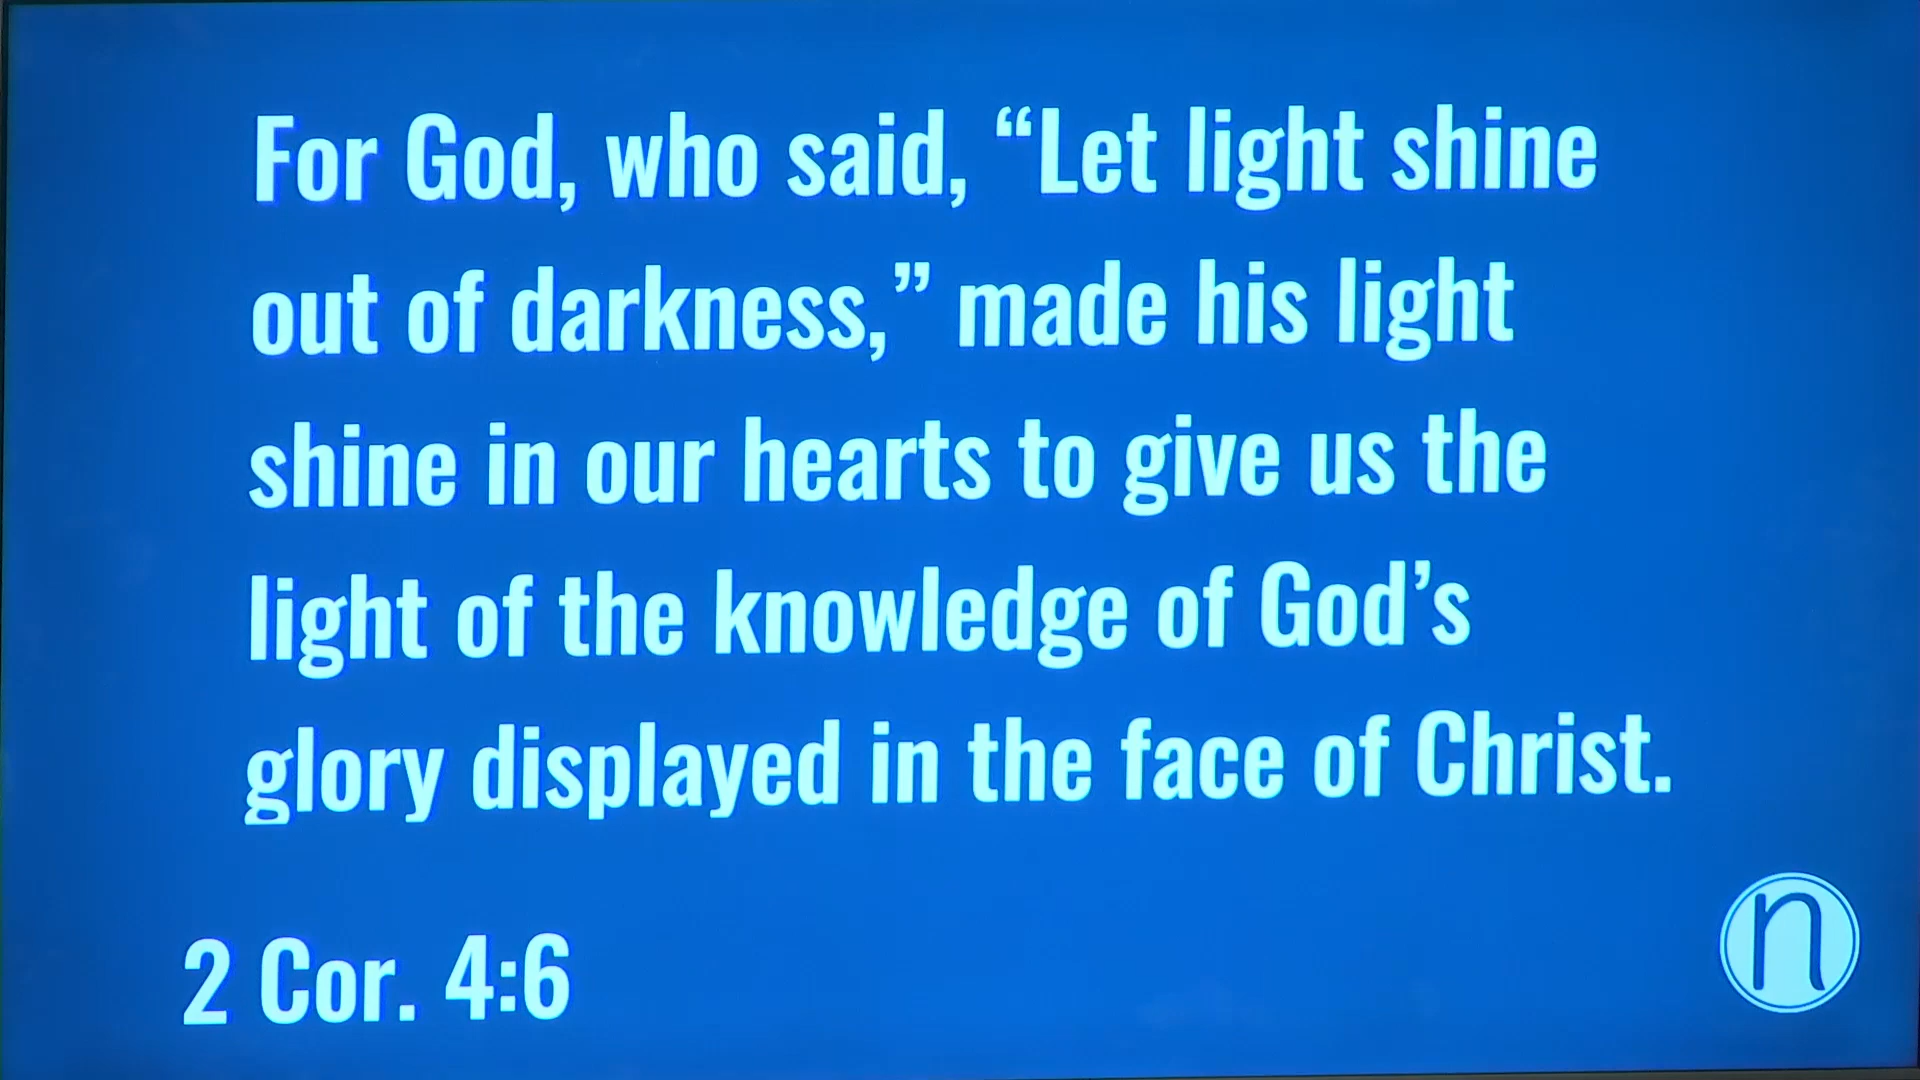 For God, who said, “Let light shine
out of darkness,” made his light
shine in our hearts to give us the
light of the knowledge of God’s
glory displayed in the face of Christ.
2 Cor. 4:6
n